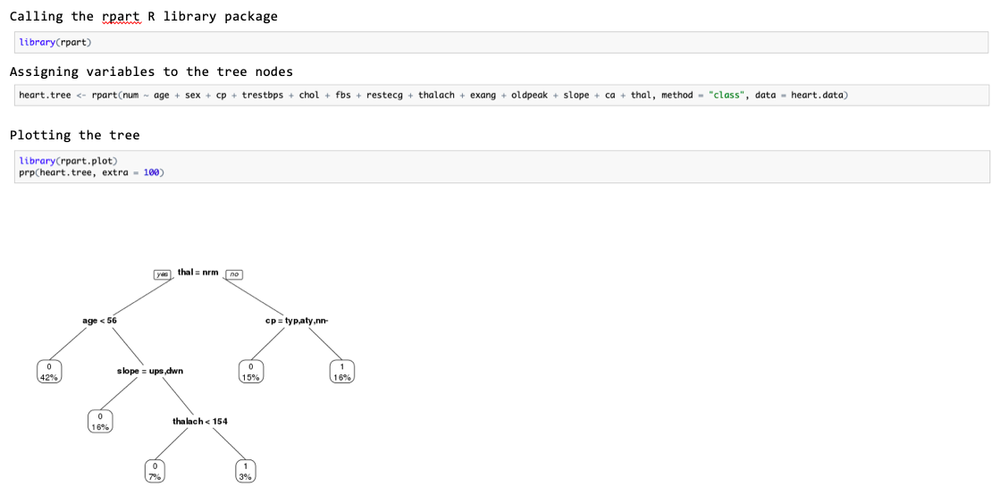 Calling the rpart R library package
library(rpart)
Assigning variables to the tree nodes
heart.tree <- rpart(num ~ age + sex + cp + trestbps + chol + fbs + restecg + thalach + exang + oldpeak + slope + ca + thal, method = "class", data = heart.data)
Plotting the tree
library(rpart.plot)
prp(heart.tree, extra = 100)
yes thal = nrm no
age < 56 cp = typ,aty,nn-
0 0 1
42% 15% 16%
slope = ups,dwn
0
16%
thalach < 154
0 1
7% 3%